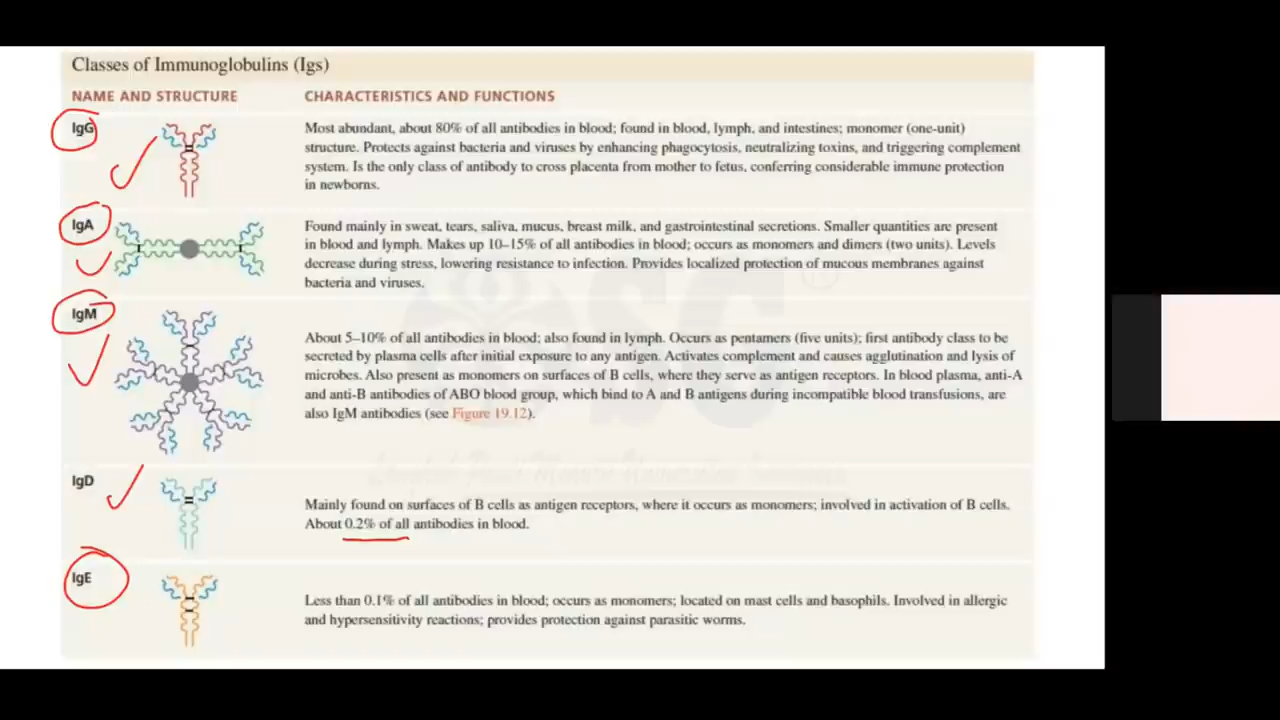 Classes of Immunoglobulins (Igs)
NAME AND STRUCTURE CHARACTERISTICS AND FUNCTIONS
IgG
Most abundant, about 80% of all antibodies in blood; found in blood, lymph, and intestines; monomer (one-unit)
structure. Protects against bacteria and viruses by enhancing phagocytosis, neutralizing toxins, and triggering complement
system. Is the only class of antibody to cross placenta from mother to fetus, conferring considerable immune protection
in newborns.
IgA
Found mainly in sweat, tears, saliva, mucus, breast milk, and gastrointestinal secretions. Smaller quantities are present
in blood and lymph. Makes up 10–15% of all antibodies in blood; occurs as monomers and dimers (two units). Levels
decrease during stress, lowering resistance to infection. Provides localized protection of mucous membranes against
bacteria and viruses.
IgM
About 5–10% of all antibodies in blood; also found in lymph. Occurs as pentamers (five units); first antibody class to be
secreted by plasma cells after initial exposure to any antigen. Activates complement and causes agglutination and lysis of
microbes. Also present as monomers on surfaces of B cells, where they serve as antigen receptors. In blood plasma, anti-A
and anti-B antibodies of ABO blood group, which bind to A and B antigens during incompatible blood transfusions, are
also IgM antibodies (see Figure 19.12).
IgD
Mainly found on surfaces of B cells as antigen receptors, where it occurs as monomers; involved in activation of B cells.
About 0.2% of all antibodies in blood.
IgE
Less than 0.1% of all antibodies in blood; occurs as monomers; located on mast cells and basophils. Involved in allergic
and hypersensitivity reactions; provides protection against parasitic worms.